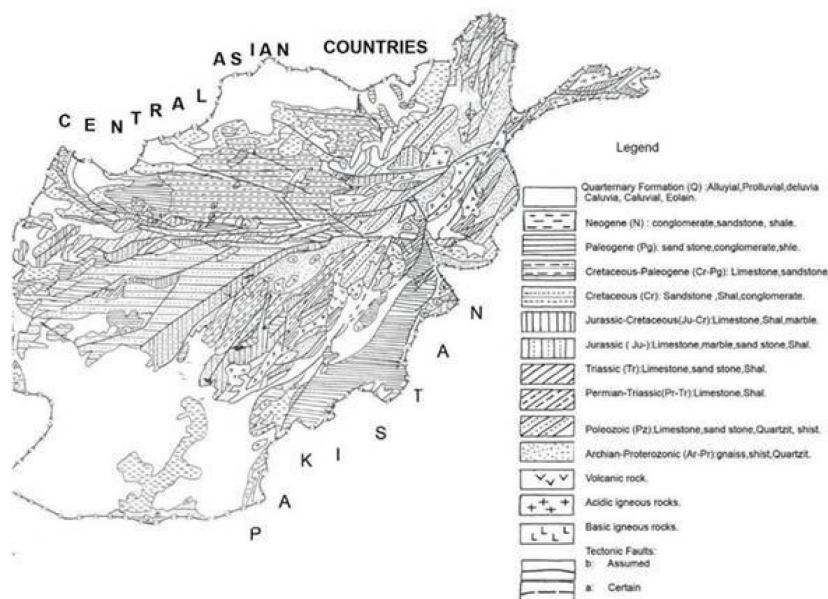 CENTRAL ASIAN COUNTRIES
PAKISTAN
Legend
Quarternary Formation (Q) :Alluyial,Prolluvial,deluvia
Caluvia, Caluvial, Eolain.
Neogene (N) : conglomerate,sandstone, shale.
Paleogene (Pg): sand stone,conglomerate,shle.
Cretaceous-Paleogene (Cr-Pg): Limestone,sandstone
Cretaceous (Cr): Sandstone ,Shal,conglomerate.
Jurassic-Cretaceous(Ju-Cr):Limestone,Shal,marble.
Jurassic ( Ju-):Limestone,marble,sand stone,Shal.
Triassic (Tr):Limestone,sand stone,Shal.
Permian-Triassic(Pr-Tr):Limestone,Shal.
Poleozoic (Pz):Limestone,sand stone,Quartzit, shist.
Archian-Proterozonic (Ar-Pr):gnaiss,shist,Quartzit.
Volcanic rock.
Acidic igneous rocks.
Basic igneous rocks.
Tectonic Faults:
b: Assumed
a: Certain